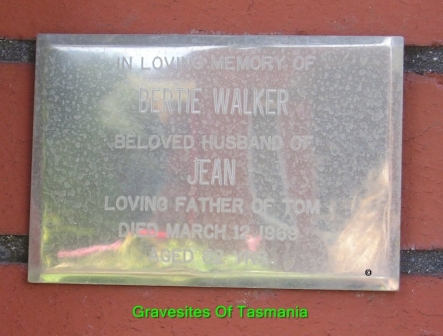 IN LOVING MEMORY OF
BERTIE WALKER
BELOVED HUSBAND OF
JEAN
LOVING FATHER OF TOM
DIED MARCH 12, 1969
AGED
Gravesites Of Tasmania